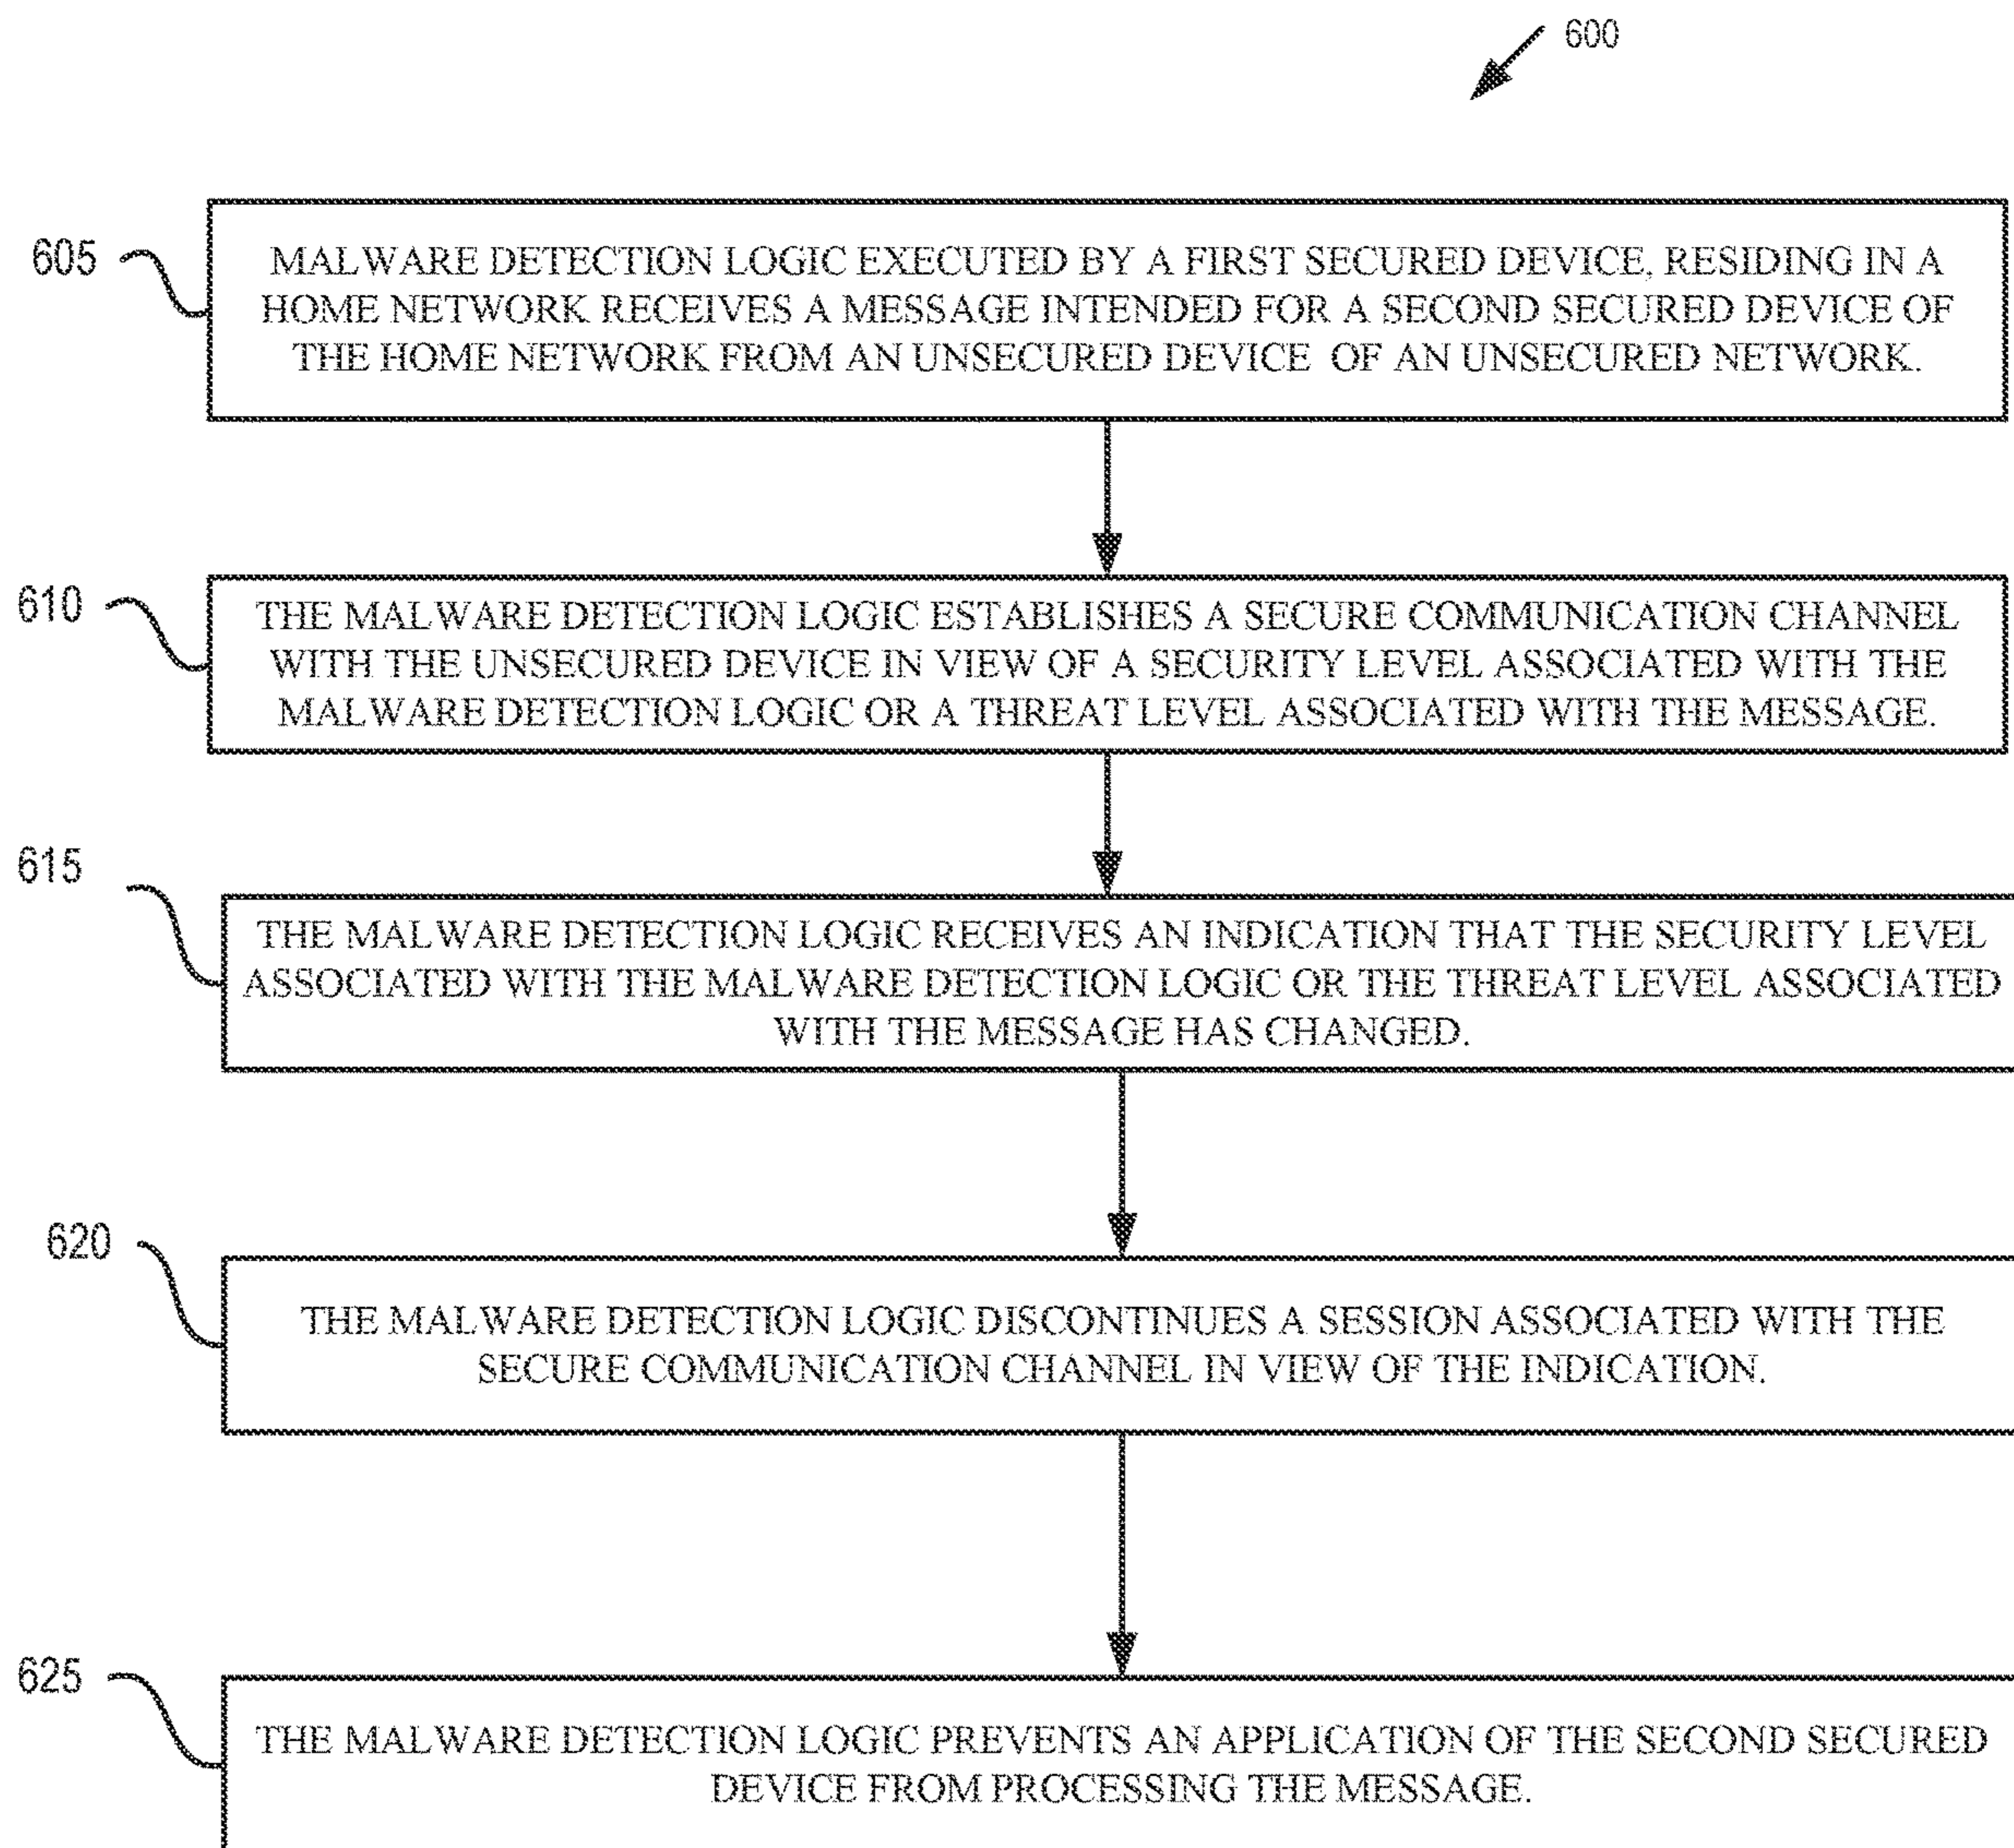 600
605
MALWARE DETECTION LOGIC EXECUTED BY A FIRST SECURED DEVICE, RESIDING IN A
HOME NETWORK RECEIVES A MESSAGE INTENDED FOR A SECOND SECURED DEVICE OF
THE HOME NETWORK FROM AN UNSECURED DEVICE OF AN UNSECURED NETWORK.
610
THE MALWARE DETECTION LOGIC ESTABLISHES A SECURE COMMUNICATION CHANNEL
WITH THE UNSECURED DEVICE IN VIEW OF A SECURITY LEVEL ASSOCIATED WITH THE
MALWARE DETECTION LOGIC OR A THREAT LEVEL ASSOCIATED WITH THE MESSAGE.
615
THE MALWARE DETECTION LOGIC RECEIVES AN INDICATION THAT THE SECURITY LEVEL
ASSOCIATED WITH THE MALWARE DETECTION LOGIC OR THE THREAT LEVEL ASSOCIATED
WITH THE MESSAGE HAS CHANGED.
620
THE MALWARE DETECTION LOGIC DISCONTINUES A SESSION ASSOCIATED WITH THE
SECURE COMMUNICATION CHANNEL IN VIEW OF THE INDICATION.
625
THE MALWARE DETECTION LOGIC PREVENTS AN APPLICATION OF THE SECOND SECURED
DEVICE FROM PROCESSING THE MESSAGE.